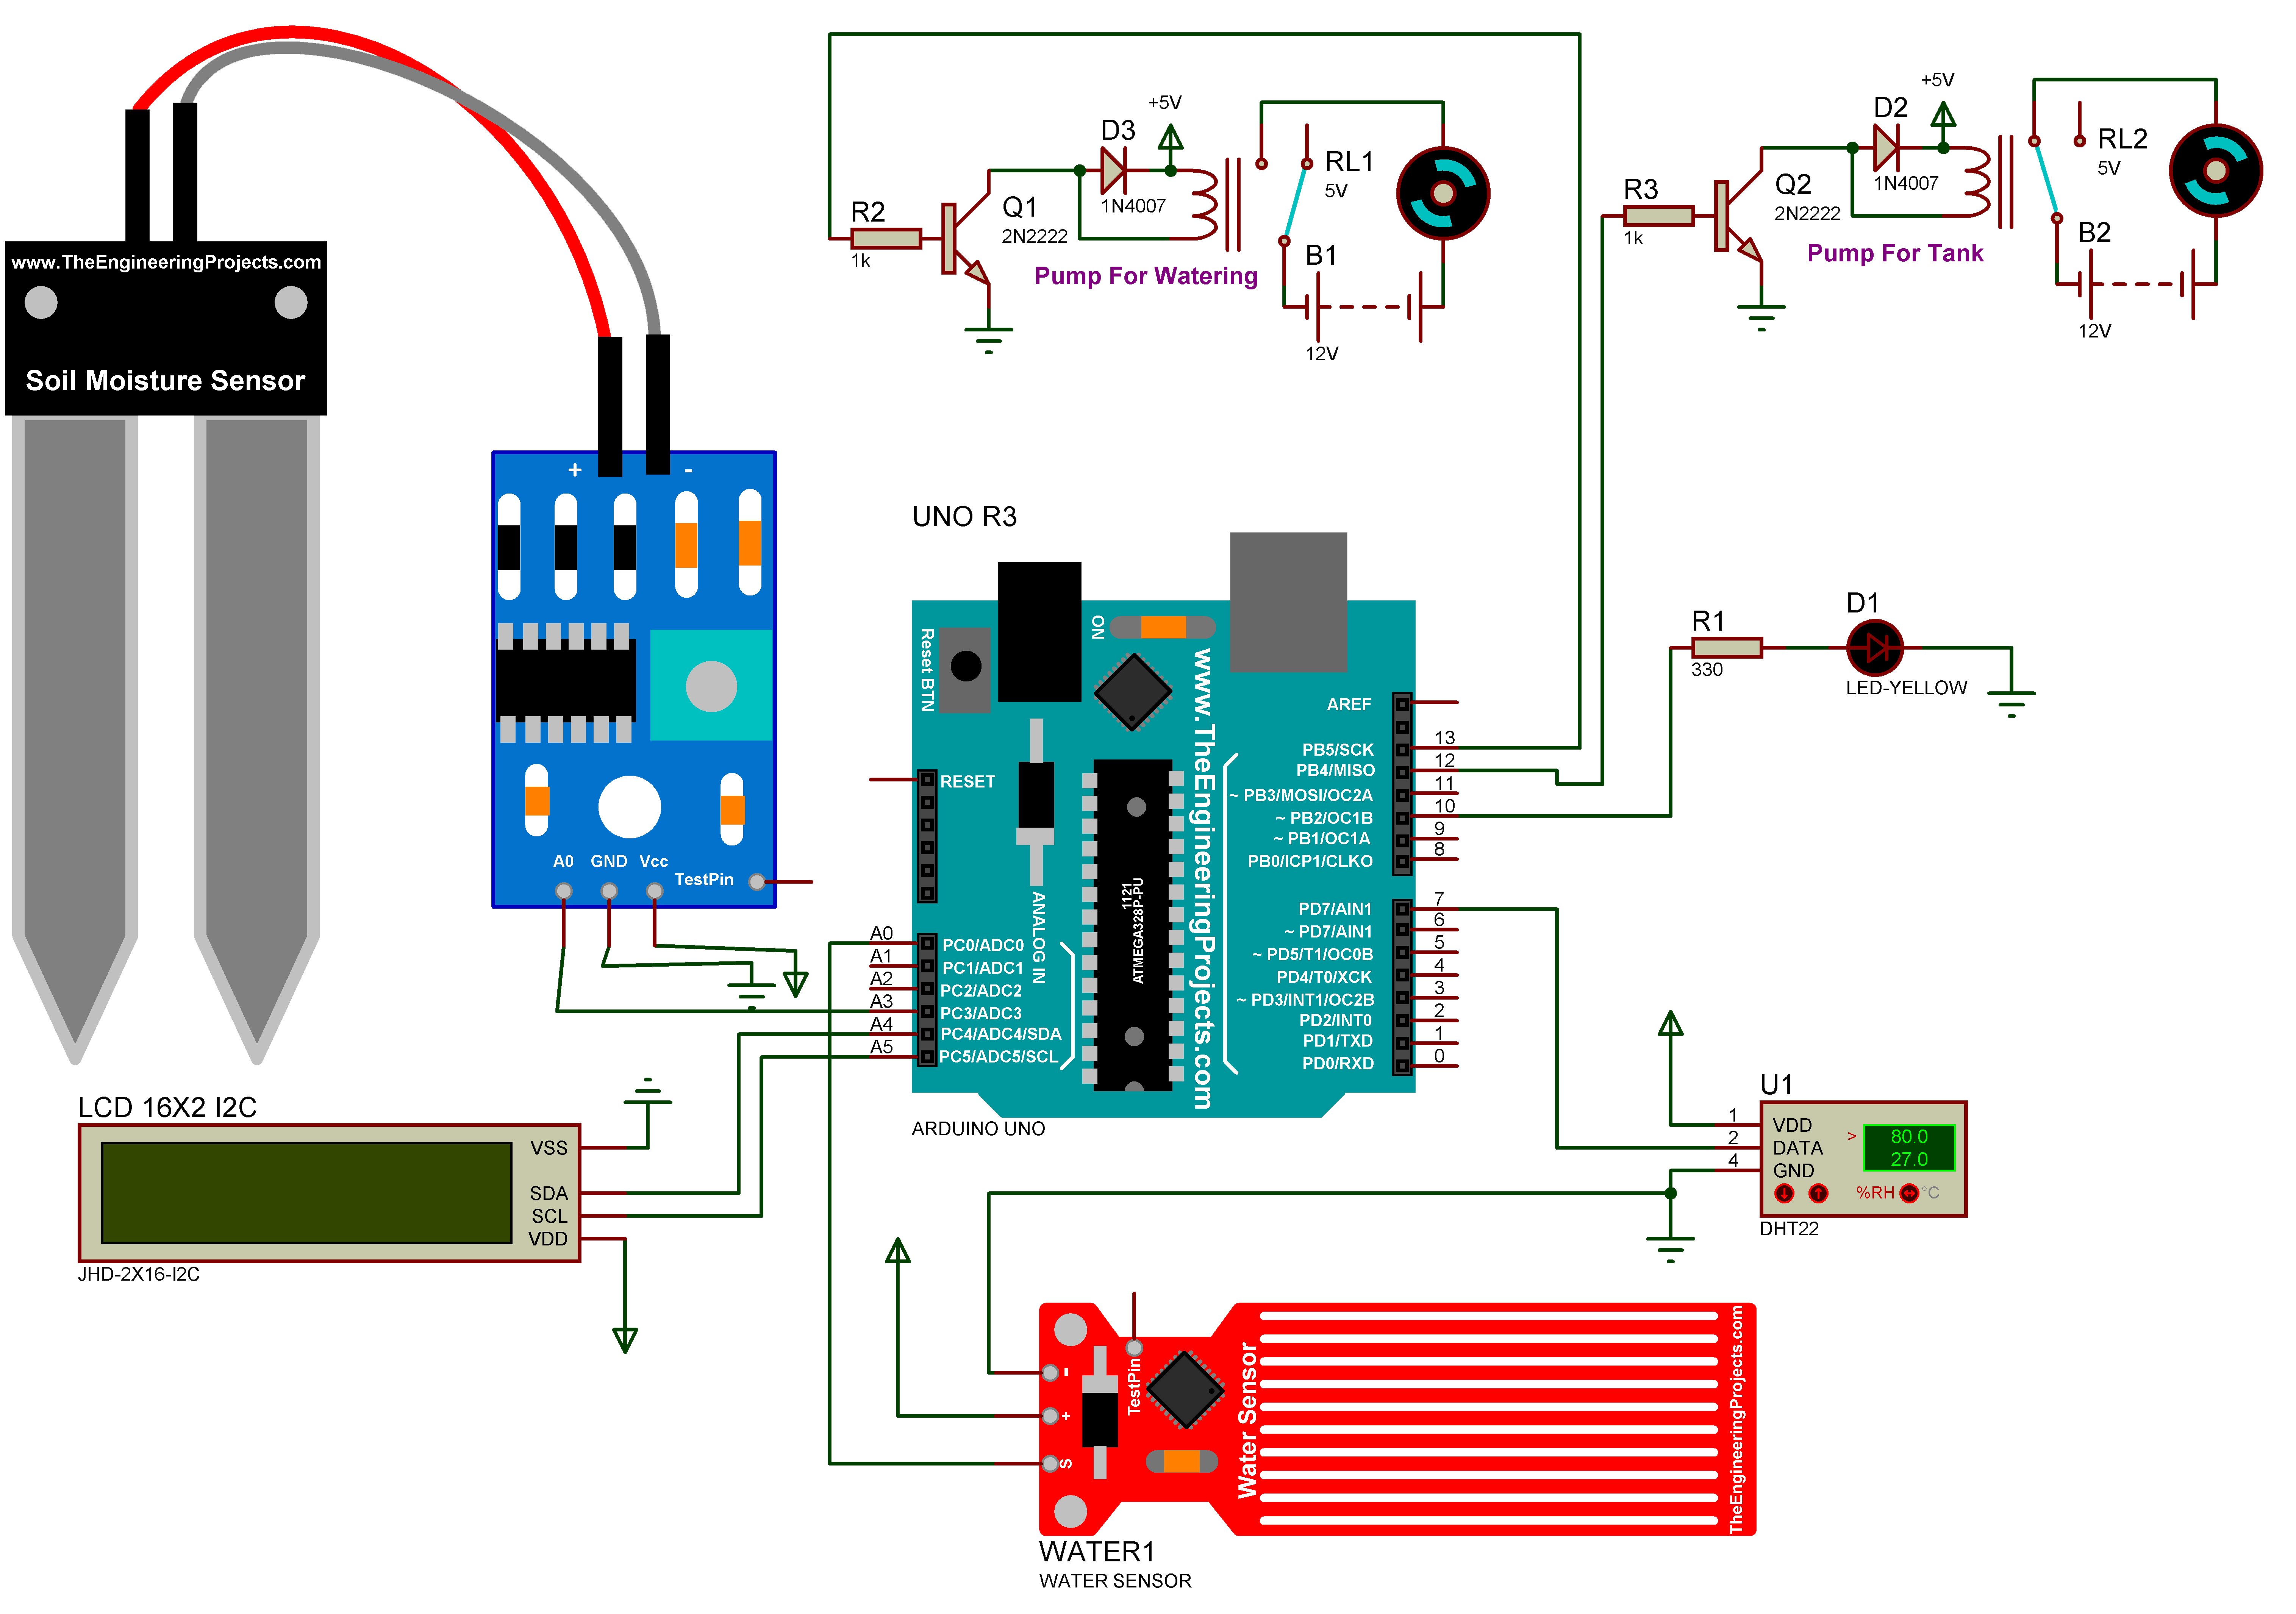 www.TheEngineeringProjects.com
Soil Moisture Sensor
+ -
A0 GND Vcc
TestPin
R2
1k
Q1
2N2222
D3
1N4007
+5V
RL1
5V
B1
12V
Pump For Watering
R3
1k
Q2
2N2222
D2
1N4007
+5V
RL2
5V
B2
12V
Pump For Tank
R1
330
D1
LED-YELLOW
UNO R3
Reset BTN
ON
www.TheEngineeringProjects.com
ANALOG IN
1121
ATMEGA328P-PU
RESET
A0 PC0/ADC0
A1 PC1/ADC1
A2 PC2/ADC2
A3 PC3/ADC3
A4 PC4/ADC4/SDA
A5 PC5/ADC5/SCL
AREF
PB5/SCK 13
PB4/MISO 12
~ PB3/MOSI/OC2A 11
~ PB2/OC1B 10
~ PB1/OC1A 9
PB0/ICP1/CLKO 8
PD7/AIN1 7
~ PD7/AIN1 6
~ PD5/T1/OC0B 5
PD4/T0/XCK 4
~ PD3/INT1/OC2B 3
PD2/INT0 2
PD1/TXD 1
PD0/RXD 0
ARDUINO UNO
LCD 16X2 I2C
VSS
SDA
SCL
VDD
JHD-2X16-I2C
U1
1 VDD
2 DATA
4 GND
> 80.0
27.0
%RH °C
DHT22
-
+
S
TestPin
Water Sensor
TheEngineeringProjects.com
WATER1
WATER SENSOR